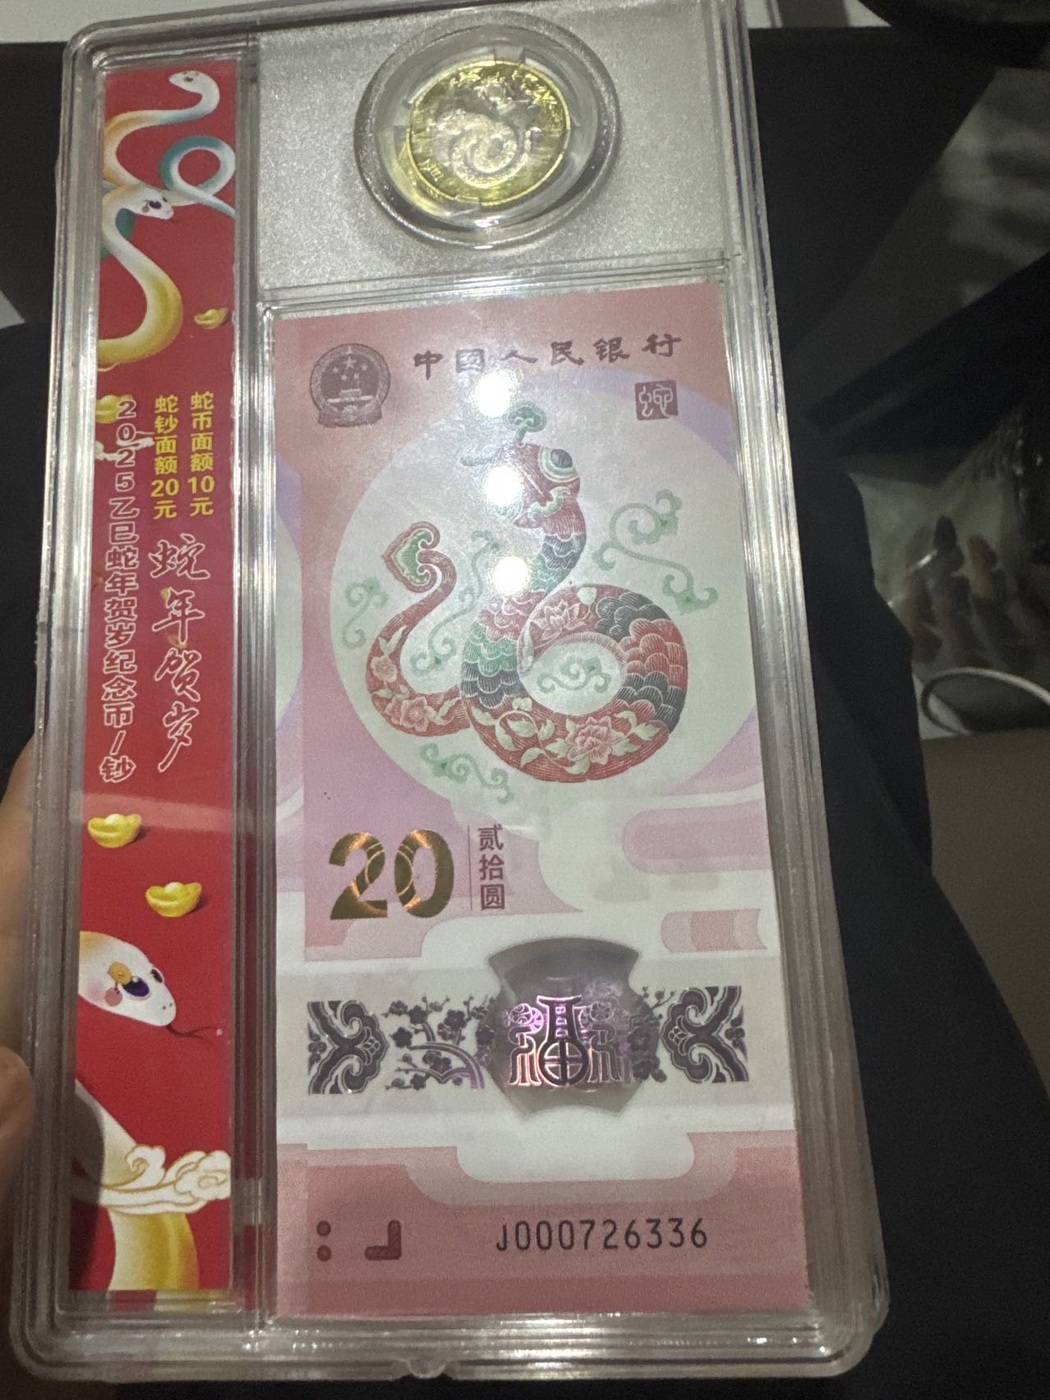 蛇币面额10元
蛇钞面额20元
蛇年贺岁
2025乙巳蛇年贺岁纪念币/钞
中国人民银行
20
贰拾圆
福
J000726336